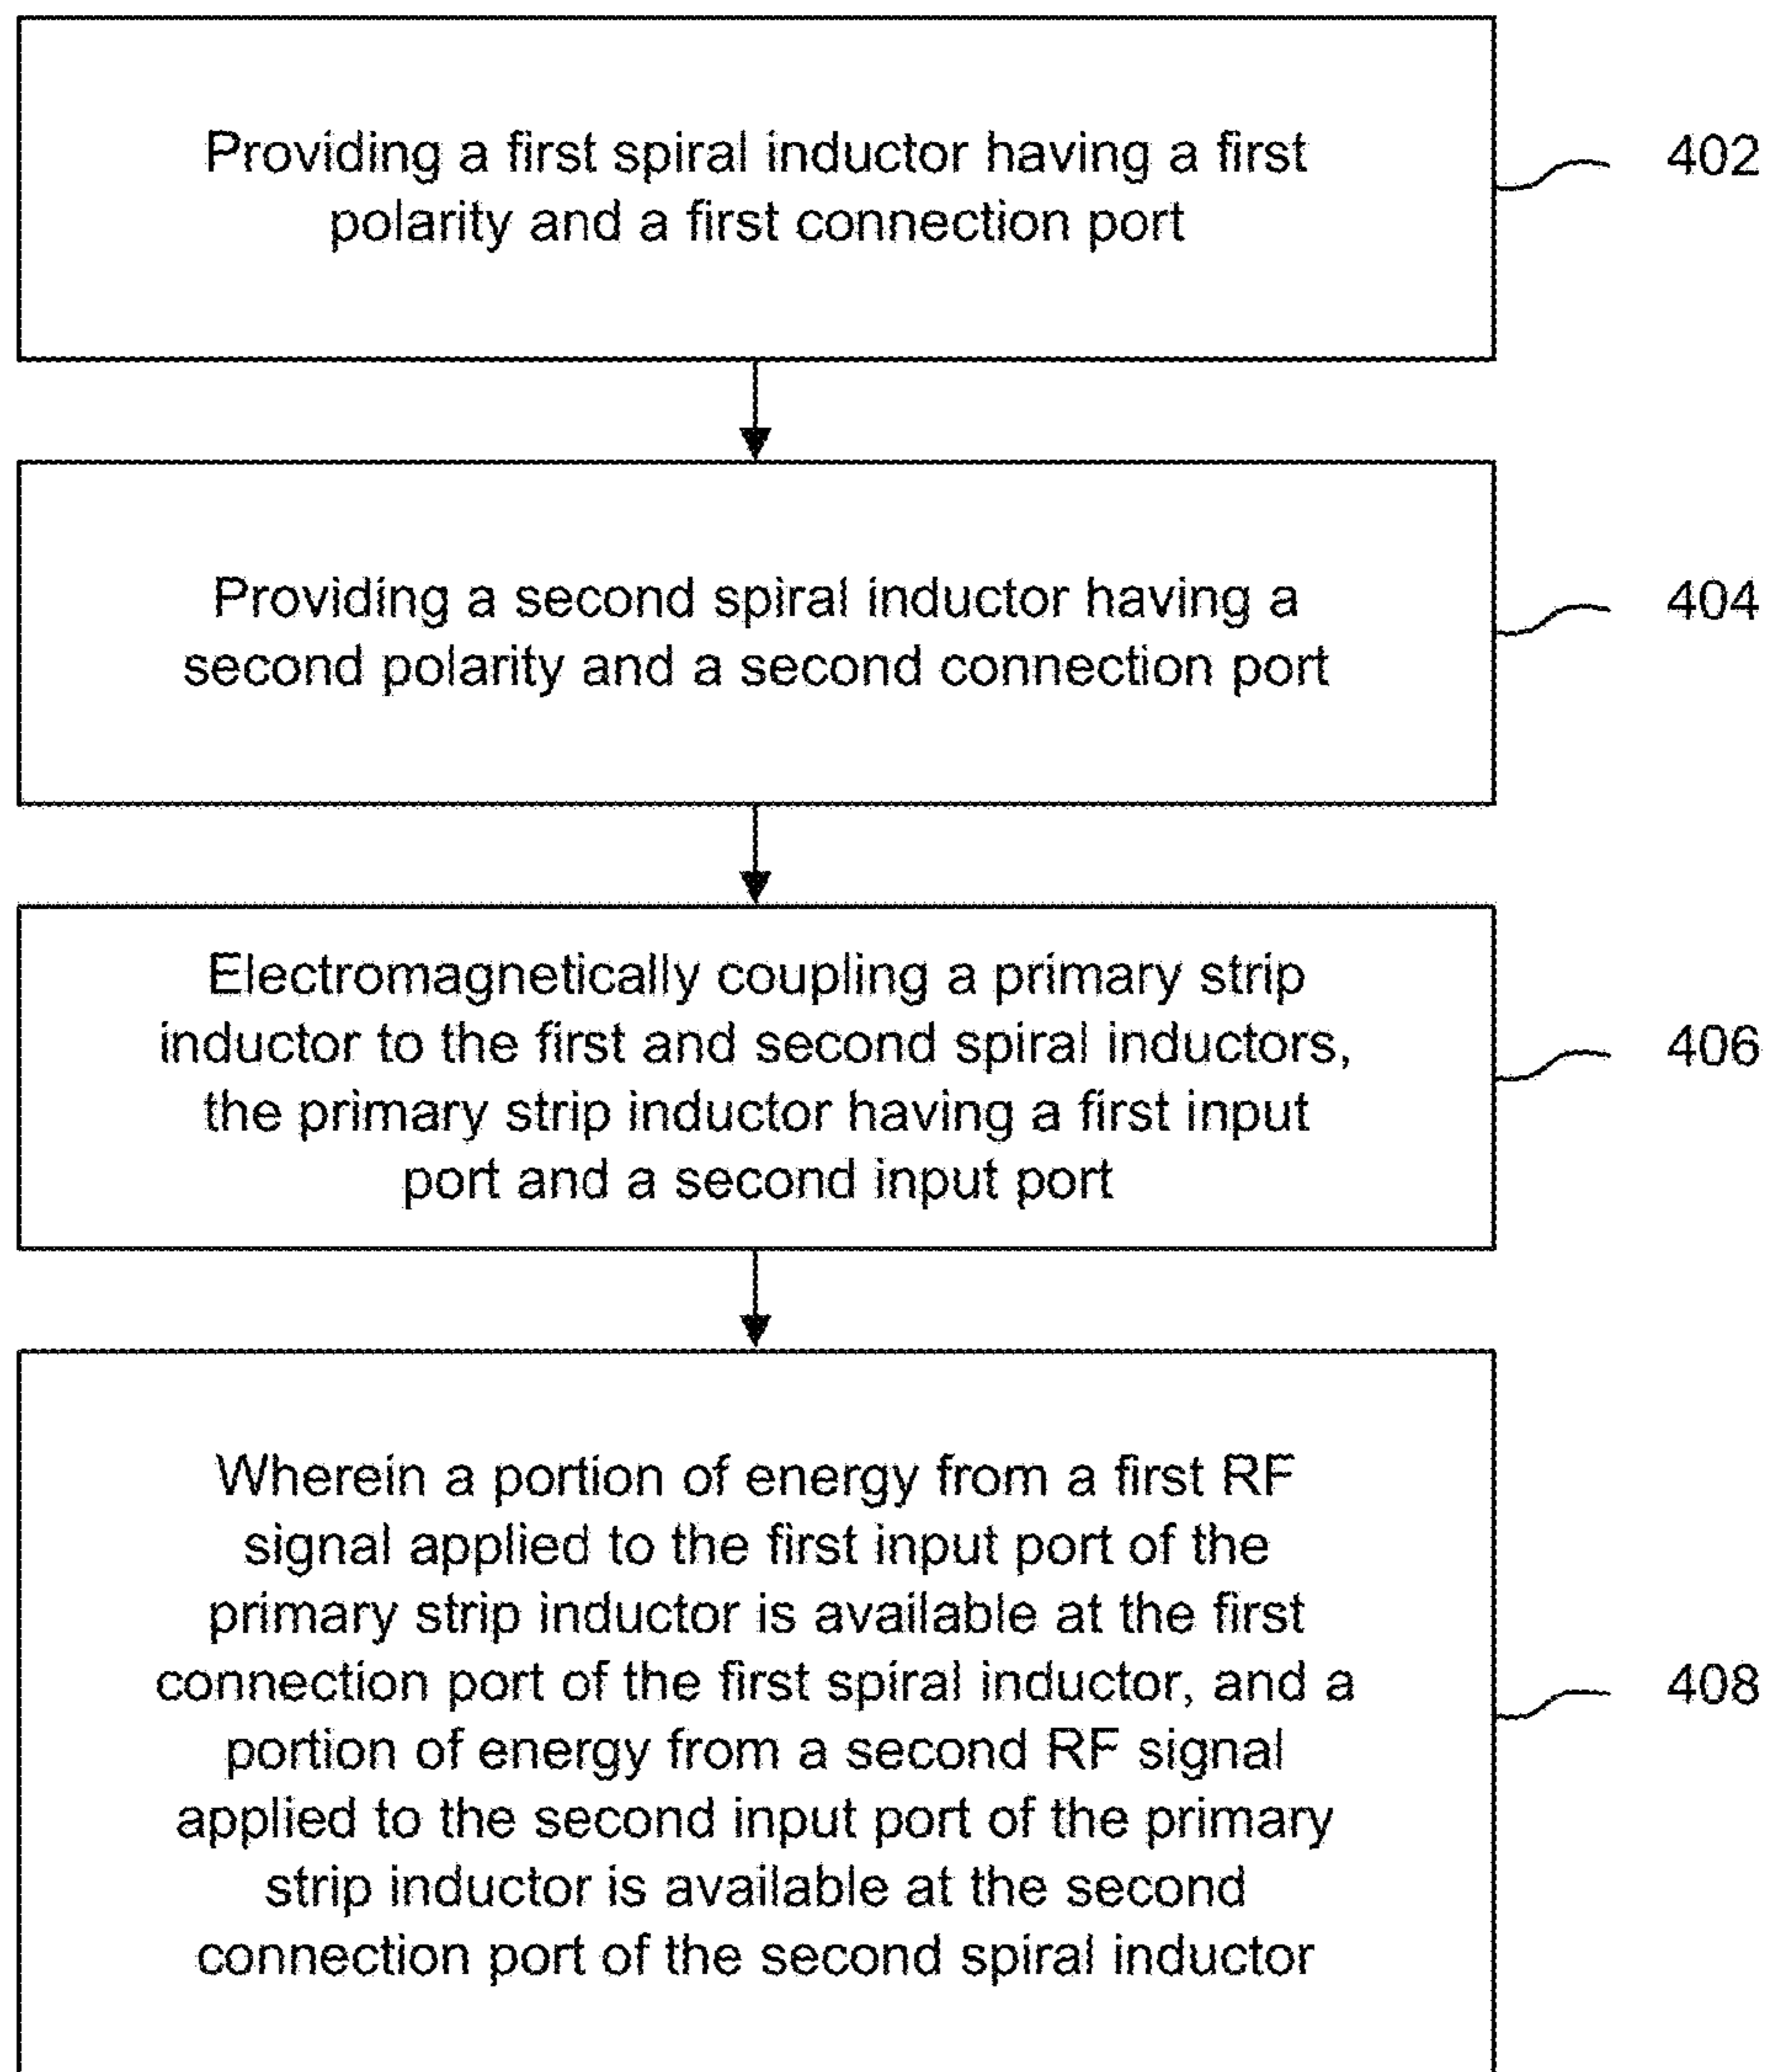 Providing a first spiral inductor having a first
polarity and a first connection port
402
Providing a second spiral inductor having a
second polarity and a second connection port
404
Electromagnetically coupling a primary strip
inductor to the first and second spiral inductors,
the primary strip inductor having a first input
port and a second input port
406
Wherein a portion of energy from a first RF
signal applied to the first input port of the
primary strip inductor is available at the first
connection port of the first spiral inductor, and a
portion of energy from a second RF signal
applied to the second input port of the primary
strip inductor is available at the second
connection port of the second spiral inductor
408